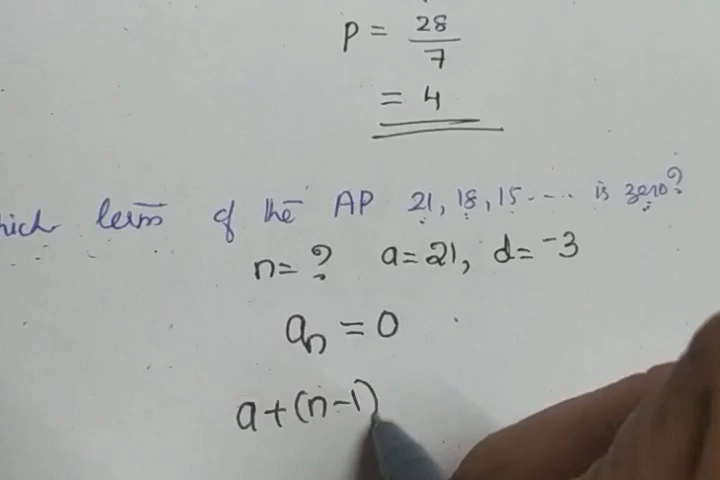 P = 28/7
= 4
hich term of the AP 21, 18, 15 .... is zero?
n = ? a = 21, d = -3
aₙ = 0
a + (n-1)